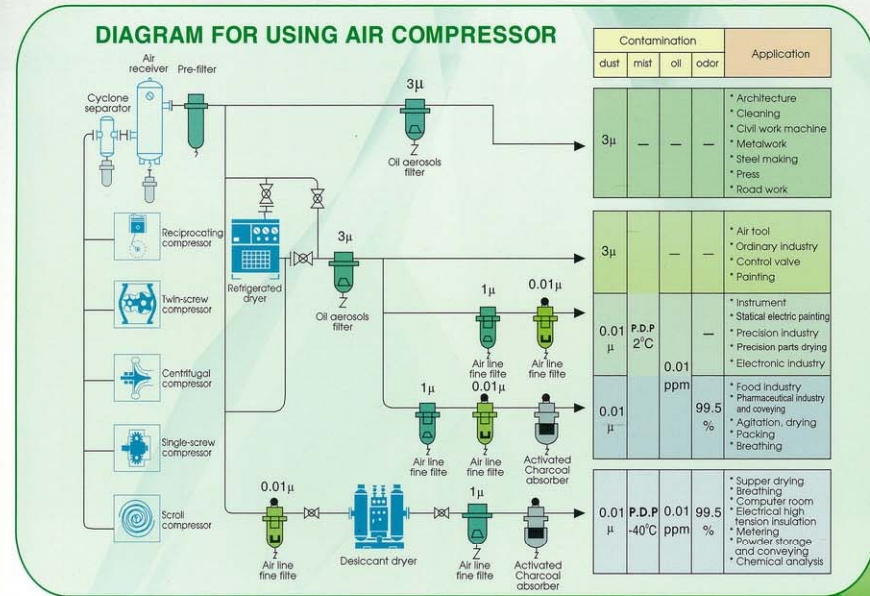 DIAGRAM FOR USING AIR COMPRESSOR
Air
receiver
Pre-filter
Cyclone
separator
3μ
Oil aerosols
filter
Reciprocating
compressor
Twin-screw
compressor
Centrifugal
compressor
Single-screw
compressor
Scroll
compressor
Refrigerated
dryer
3μ
Oil aerosols
filter
1μ
Air line
fine filte
0.01μ
Air line
fine filte
1μ
Air line
fine filte
0.01μ
Air line
fine filte
Activated
Charcoal
absorber
0.01μ
Air line
fine filte
Desiccant dryer
1μ
Air line
fine filte
Activated
Charcoal
absorber
Contamination
Application
dust mist oil odor
3μ — — —
* Architecture
* Cleaning
* Civil work machine
* Metalwork
* Steel making
* Press
* Road work
3μ — —
* Air tool
* Ordinary industry
* Control valve
* Painting
0.01
μ
P.D.P
2°C
0.01
ppm
—
* Instrument
* Statical electric painting
* Precision industry
* Precision parts drying
* Electronic industry
0.01
μ
99.5
%
* Food industry
* Pharmaceutical industry
and coveying
* Agitation, drying
* Packing
* Breathing
0.01
μ
P.D.P
-40°C
0.01
ppm
99.5
%
* Supper drying
* Breathing
* Computer room
* Electrical high
tension insulation
* Metering
* Powder storage
and conveying
* Chemical analysis